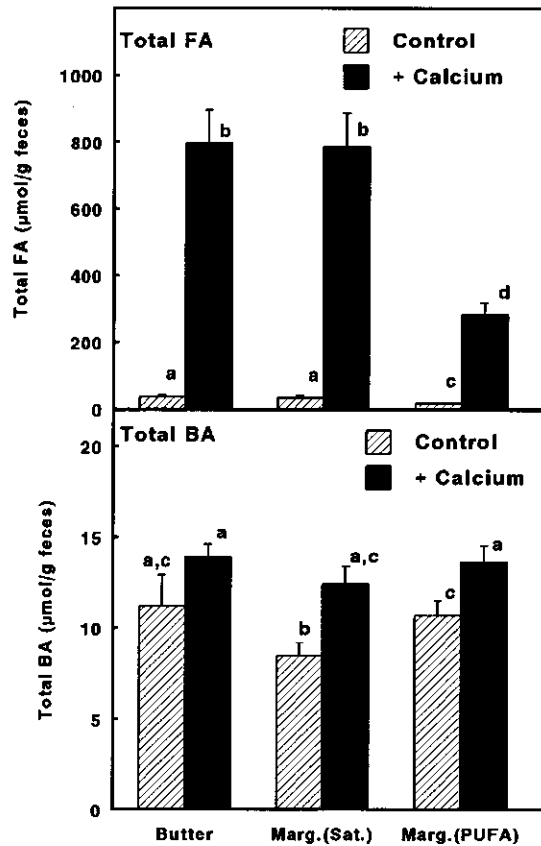 Total FA
Control
+ Calcium
1000
800
600
400
200
0
Total FA (µmol/g feces)
a
b
a
b
c
d
Total BA
Control
+ Calcium
20
15
10
5
0
Total BA (µmol/g feces)
a,c
a
b
a,c
c
a
Butter
Marg.(Sat.)
Marg.(PUFA)